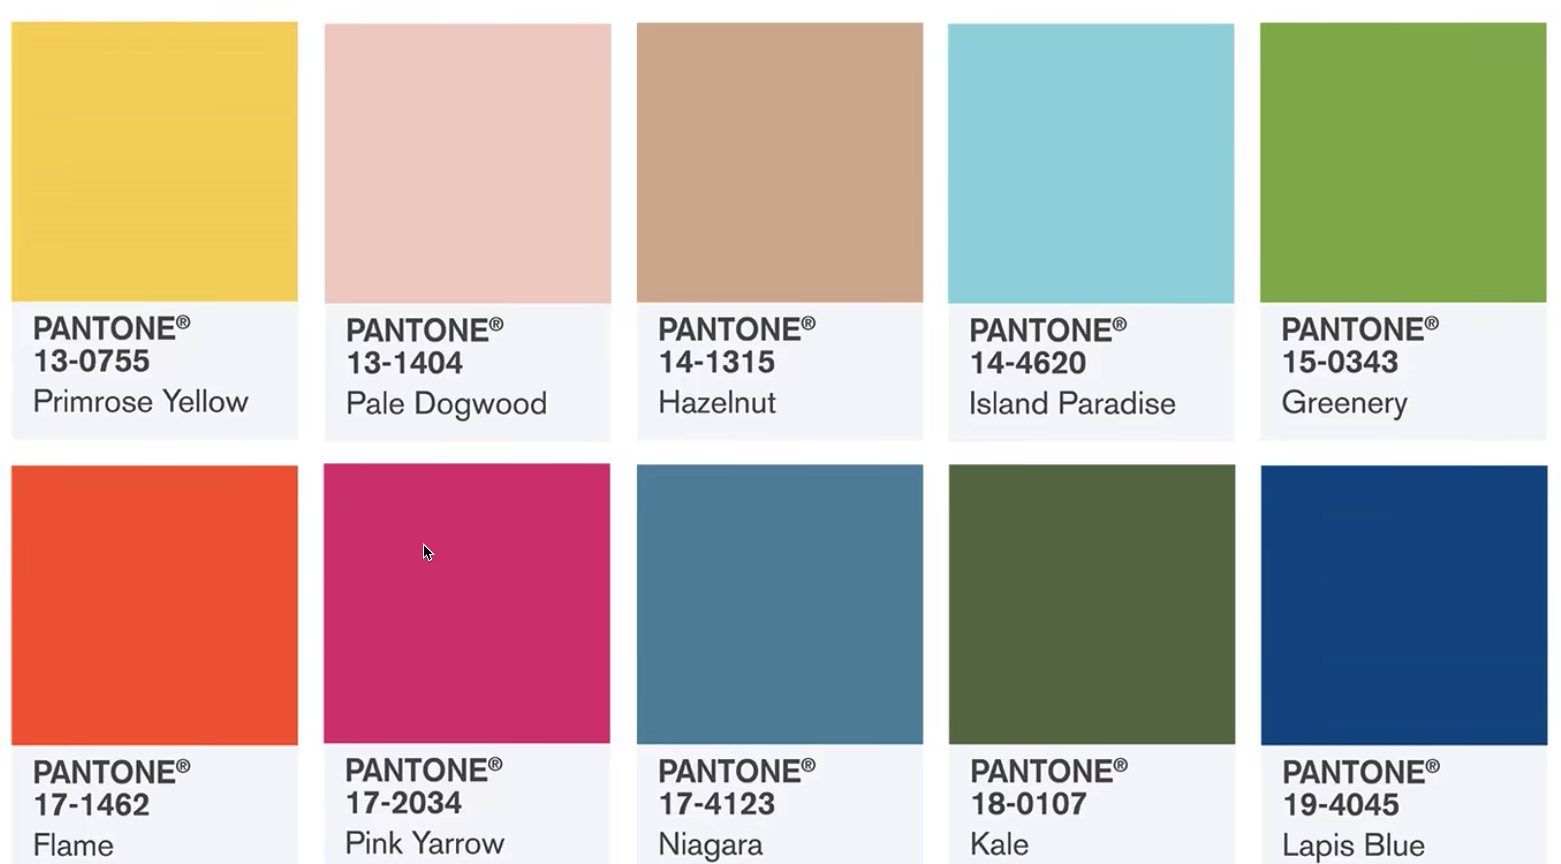 PANTONE®
13-0755
Primrose Yellow
PANTONE®
13-1404
Pale Dogwood
PANTONE®
14-1315
Hazelnut
PANTONE®
14-4620
Island Paradise
PANTONE®
15-0343
Greenery
PANTONE®
17-1462
Flame
PANTONE®
17-2034
Pink Yarrow
PANTONE®
17-4123
Niagara
PANTONE®
18-0107
Kale
PANTONE®
19-4045
Lapis Blue